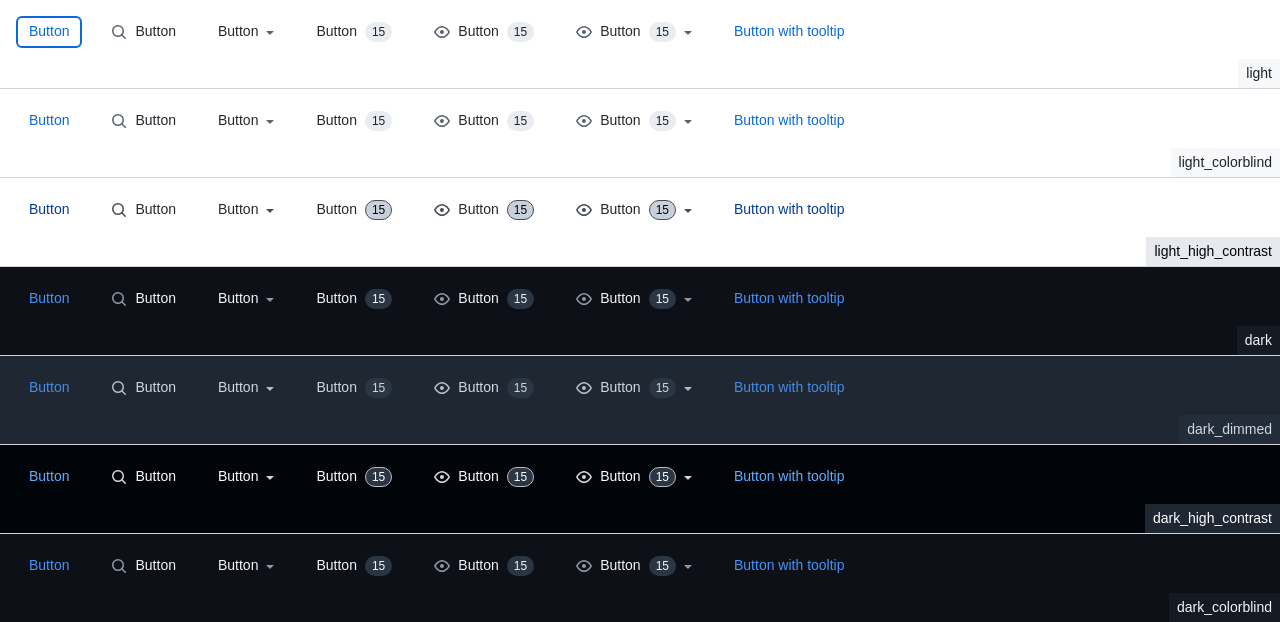 Button Button Button Button 15 Button 15 Button 15 Button with tooltip
light
Button Button Button Button 15 Button 15 Button 15 Button with tooltip
light_colorblind
Button Button Button Button 15 Button 15 Button 15 Button with tooltip
light_high_contrast
Button Button Button Button 15 Button 15 Button 15 Button with tooltip
dark
Button Button Button Button 15 Button 15 Button 15 Button with tooltip
dark_dimmed
Button Button Button Button 15 Button 15 Button 15 Button with tooltip
dark_high_contrast
Button Button Button Button 15 Button 15 Button 15 Button with tooltip
dark_colorblind